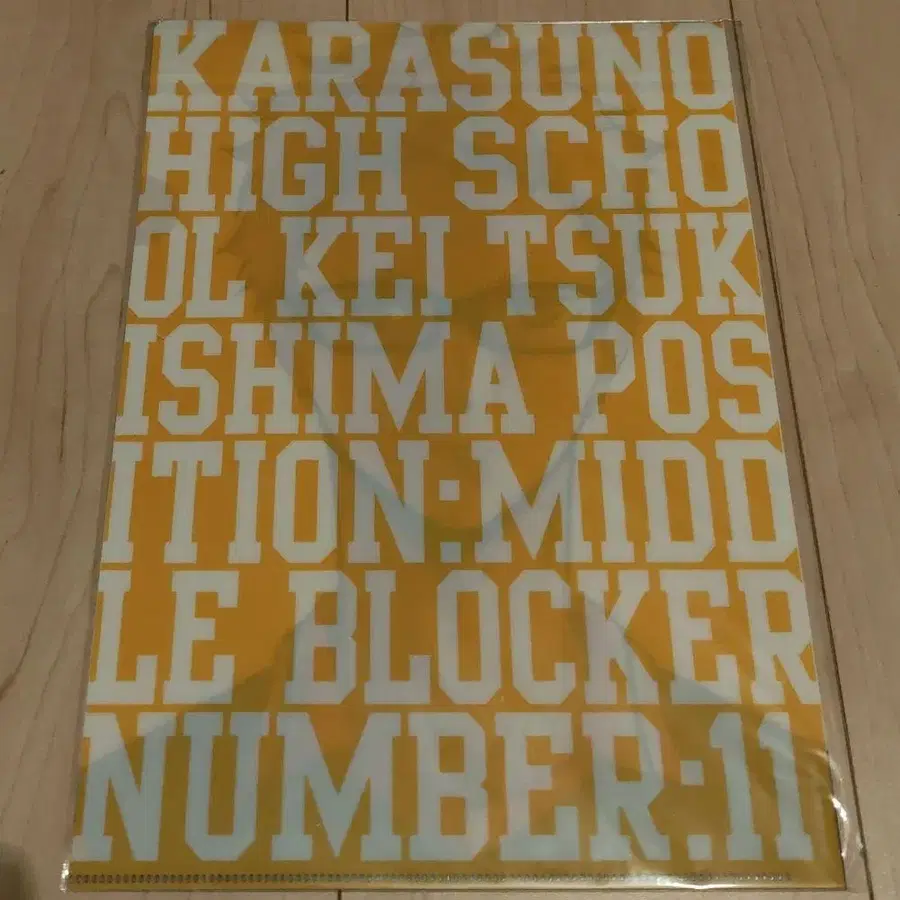 KARASUNO
HIGH SCHO
OL KEI TSUK
ISHIMA POS
ITION:MIDD
LE BLOCKER
NUMBER:11